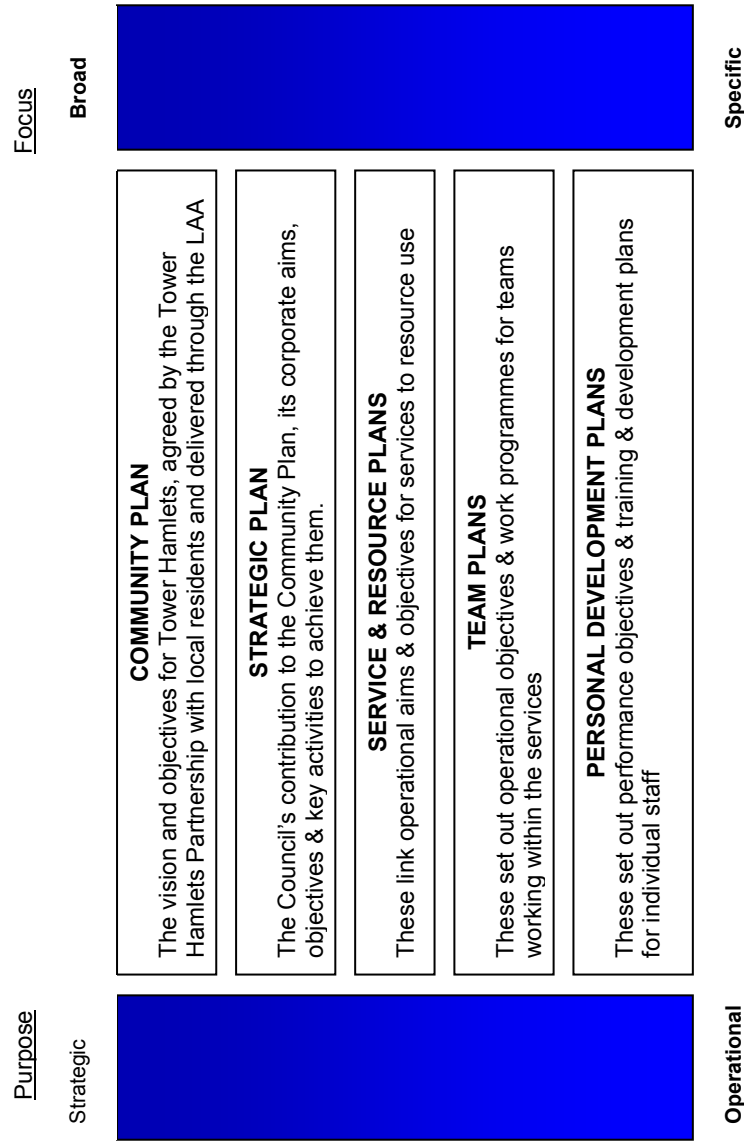 Purpose
Focus
Strategic
Broad
COMMUNITY PLAN
The vision and objectives for Tower Hamlets, agreed by the Tower
Hamlets Partnership with local residents and delivered through the LAA
STRATEGIC PLAN
The Council's contribution to the Community Plan, its corporate aims,
objectives & key activities to achieve them.
SERVICE & RESOURCE PLANS
These link operational aims & objectives for services to resource use
TEAM PLANS
These set out operational objectives & work programmes for teams
working within the services
PERSONAL DEVELOPMENT PLANS
These set out performance objectives & training & development plans
for individual staff
Operational
Specific